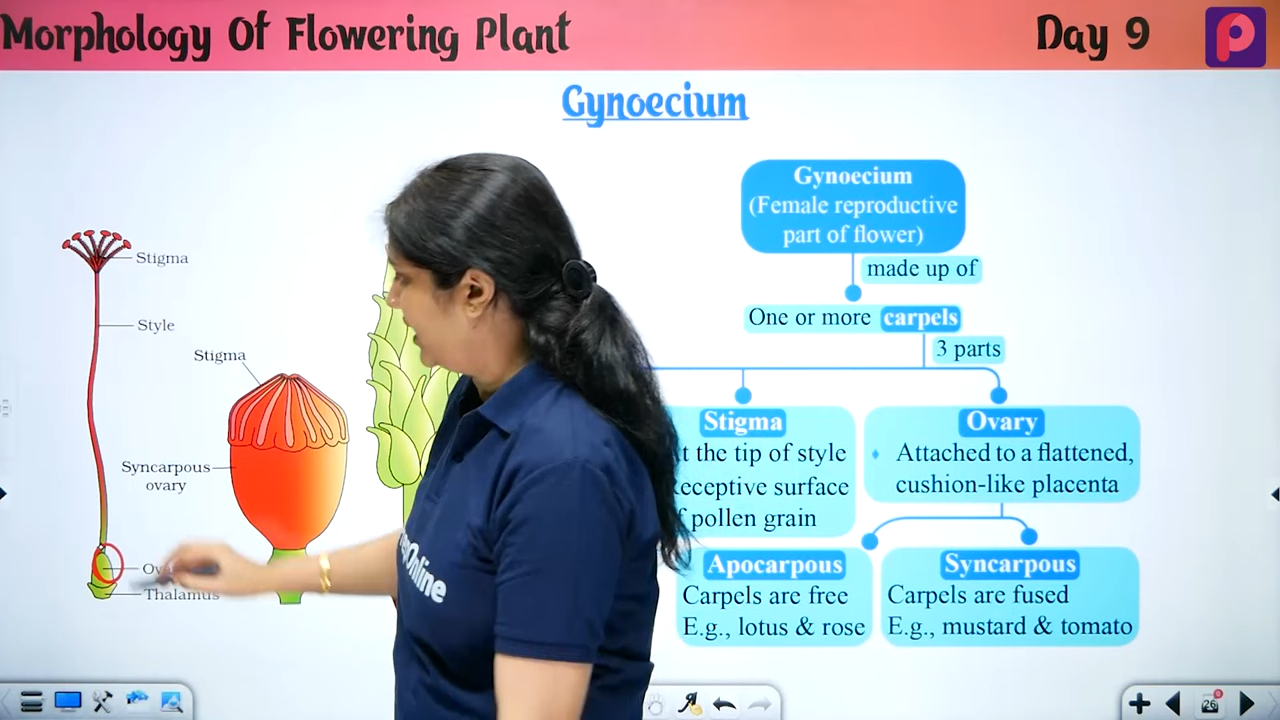 Morphology Of Flowering Plant
Day 9
Gynoecium
Gynoecium
(Female reproductive
part of flower)
made up of
One or more carpels
3 parts
Stigma
Style
Stigma
Syncarpous
ovary
Thalamus
Stigma
the tip of style
surface
pollen grain
Ovary
Attached to a flattened,
cushion-like placenta
Apocarpous
Carpels are free
E.g., lotus & rose
Syncarpous
Carpels are fused
E.g., mustard & tomato
Online
26